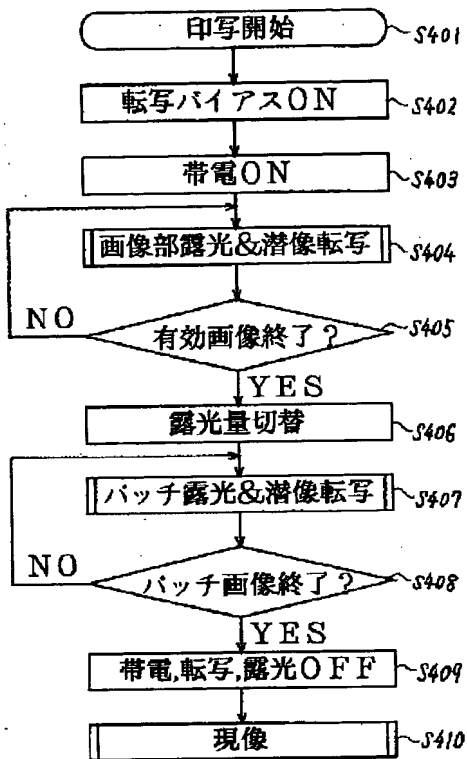 印写開始 S401
転写バイアスON S402
帯電ON S403
画像部露光&潜像転写 S404
有効画像終了? S405
NO
YES
露光量切替 S406
パッチ露光&潜像転写 S407
パッチ画像終了? S408
NO
YES
帯電,転写,露光OFF S409
現像 S410